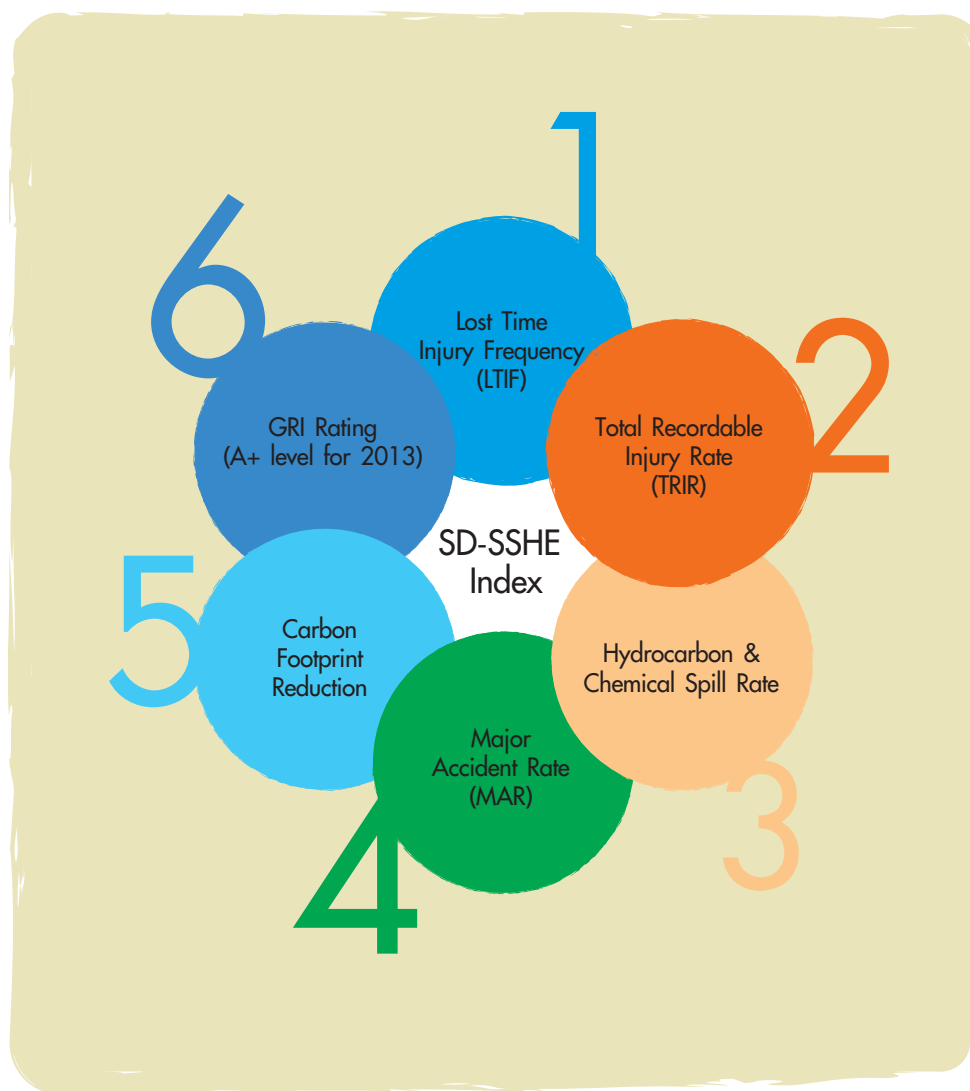 1
Lost Time
Injury Frequency
(LTIF)
2
Total Recordable
Injury Rate
(TRIR)
3
Hydrocarbon &
Chemical Spill Rate
4
Major
Accident Rate
(MAR)
5
Carbon
Footprint
Reduction
6
GRI Rating
(A+ level for 2013)
SD-SSHE
Index